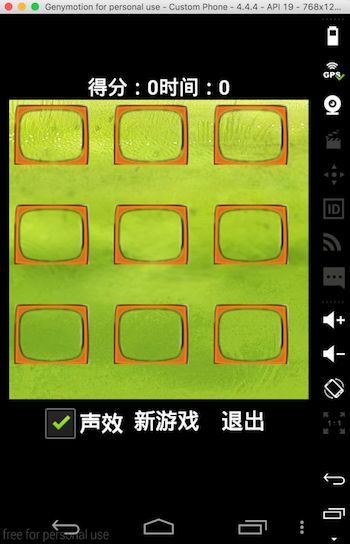 Genymotion for personal use - Custom Phone - 4.4.4 - API 19 - 768x12...
得分：0时间：0
GPS
ID
1:1
声效 新游戏 退出
free for personal use